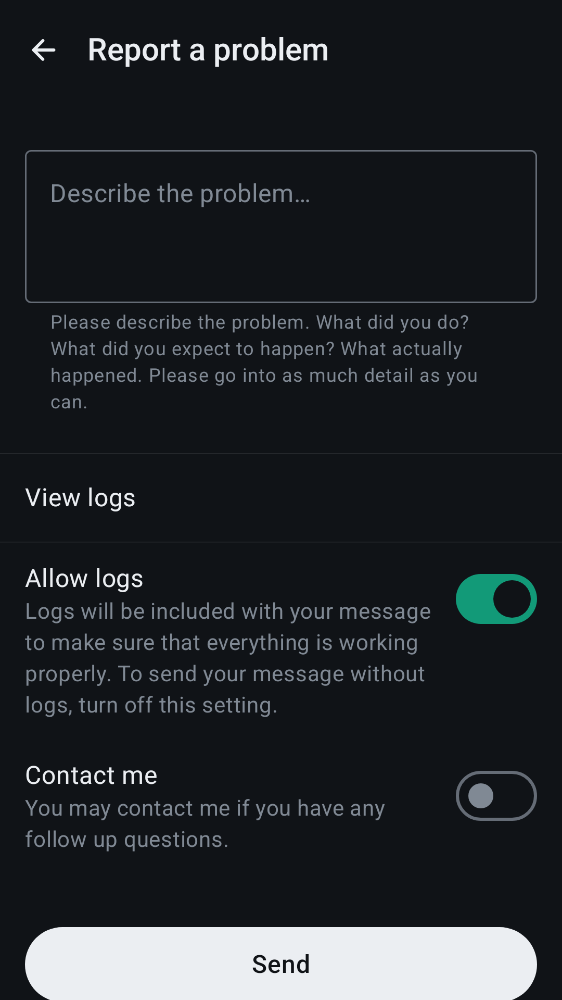 Report a problem
Describe the problem…
Please describe the problem. What did you do?
What did you expect to happen? What actually
happened. Please go into as much detail as you
can.
View logs
Allow logs
Logs will be included with your message
to make sure that everything is working
properly. To send your message without
logs, turn off this setting.
Contact me
You may contact me if you have any
follow up questions.
Send